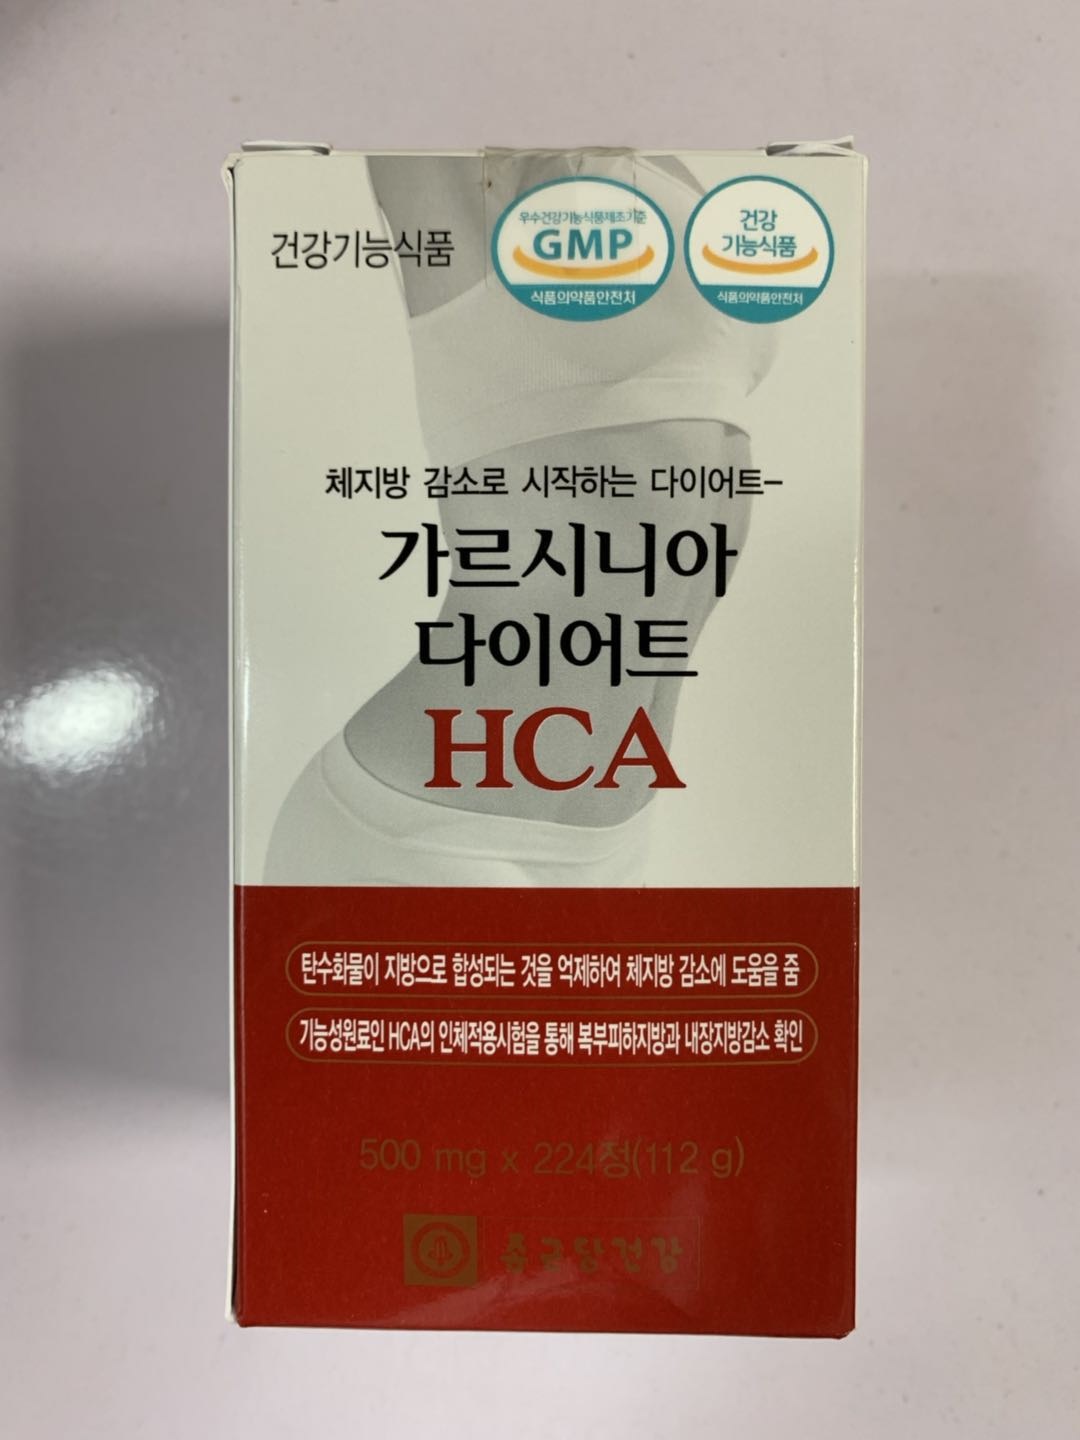 건강기능식품
우수건강기능식품제조기준
GMP
식품의약품안전처
건강
기능식품
식품의약품안전처
체지방 감소로 시작하는 다이어트-
가르시니아
다이어트
HCA
탄수화물이 지방으로 합성되는 것을 억제하여 체지방 감소에 도움을 줌
기능성원료인 HCA의 인체적용시험을 통해 복부피하지방과 내장지방감소 확인
500 mg x 224정(112 g)
종근당건강